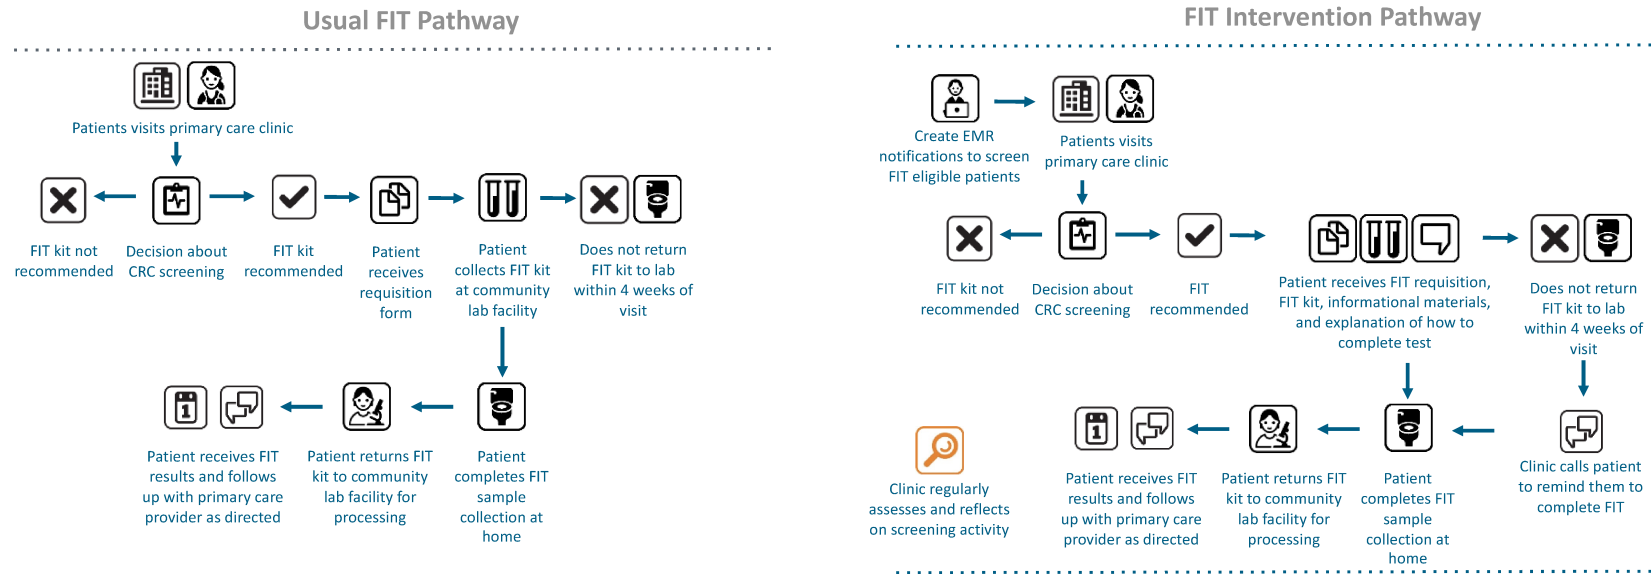 Usual FIT Pathway
Patients visits primary care clinic
FIT kit not
recommended
Decision about
CRC screening
FIT kit
recommended
Patient
receives
requisition
form
Patient
collects FIT kit
at community
lab facility
Does not return
FIT kit to lab
within 4 weeks of
visit
Patient receives FIT
results and follows
up with primary care
provider as directed
Patient returns FIT
kit to community
lab facility for
processing
Patient
completes FIT
sample
collection at
home
FIT Intervention Pathway
Create EMR
notifications to screen
FIT eligible patients
Patients visits
primary care clinic
FIT kit not
recommended
Decision about
CRC screening
FIT
recommended
Patient receives FIT requisition,
FIT kit, informational materials,
and explanation of how to
complete test
Does not return
FIT kit to lab
within 4 weeks of
visit
Clinic regularly
assesses and reflects
on screening activity
1
Patient receives FIT
results and follows
up with primary care
provider as directed
Patient returns FIT
kit to community
lab facility for
processing
Patient
completes FIT
sample
collection at
home
Clinic calls patient
to remind them to
complete FIT
1